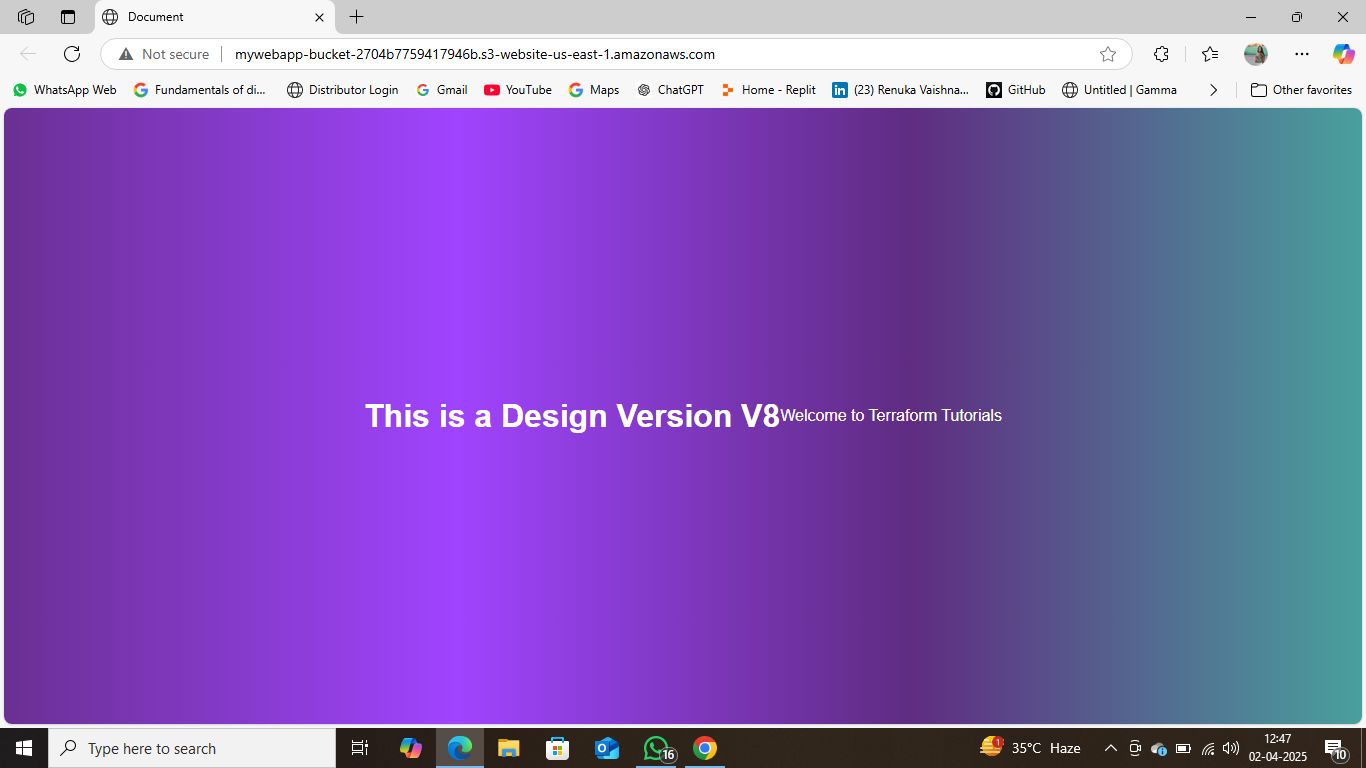 Document
Not secure
mywebapp-bucket-2704b7759417946b.s3-website-us-east-1.amazonaws.com
WhatsApp Web
Fundamentals of di...
Distributor Login
Gmail
YouTube
Maps
ChatGPT
Home - Replit
(23) Renuka Vaishna...
GitHub
Untitled | Gamma
Other favorites
This is a Design Version V8
Welcome to Terraform Tutorials
Type here to search
16
1
35°C Haze
12:47
02-04-2025
10